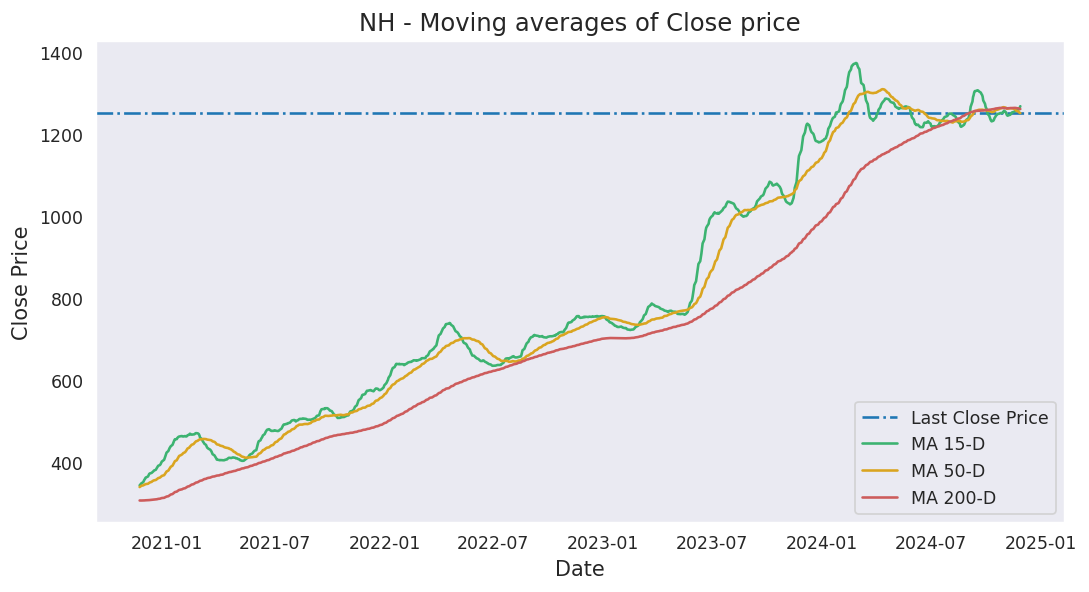 NH - Moving averages of Close price
1400
1200
1000
800
600
400
Close Price
2021-01
2021-07
2022-01
2022-07
2023-01
2023-07
2024-01
2024-07
2025-01
Date
Last Close Price
MA 15-D
MA 50-D
MA 200-D